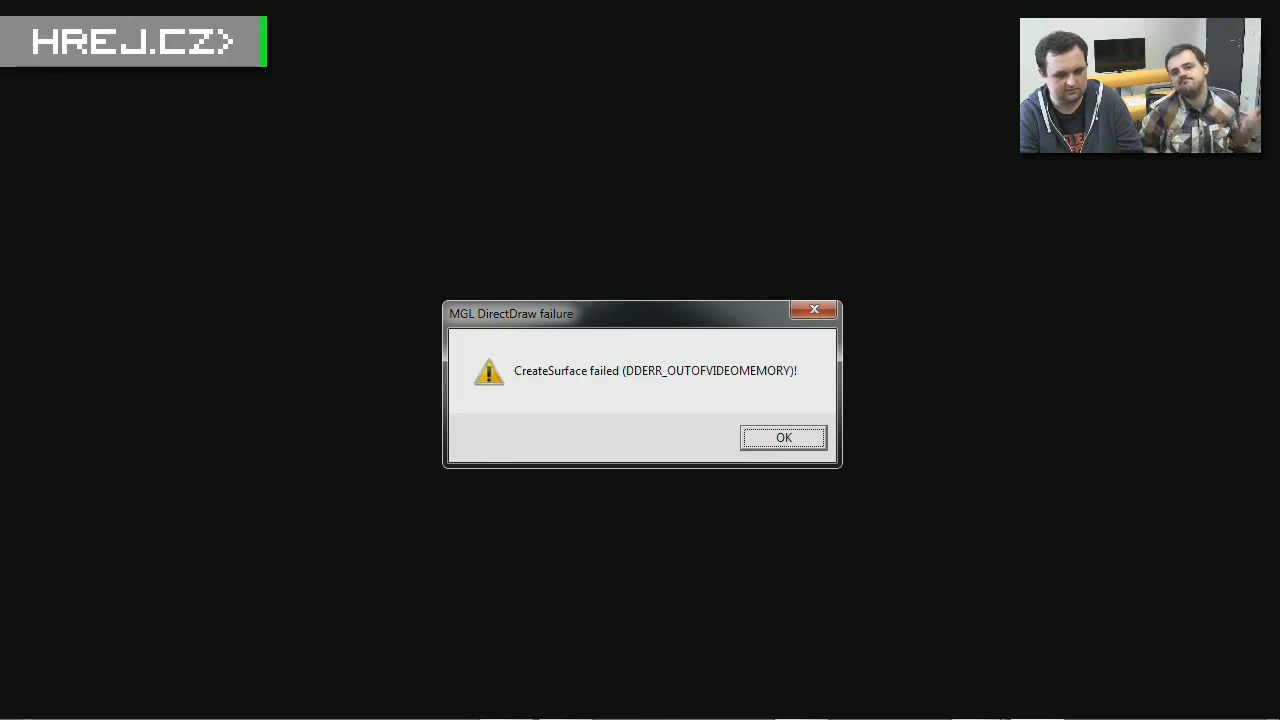 HREJ.CZ>
MGL DirectDraw failure
CreateSurface failed (DDERR_OUTOFVIDEOMEMORY)!
OK